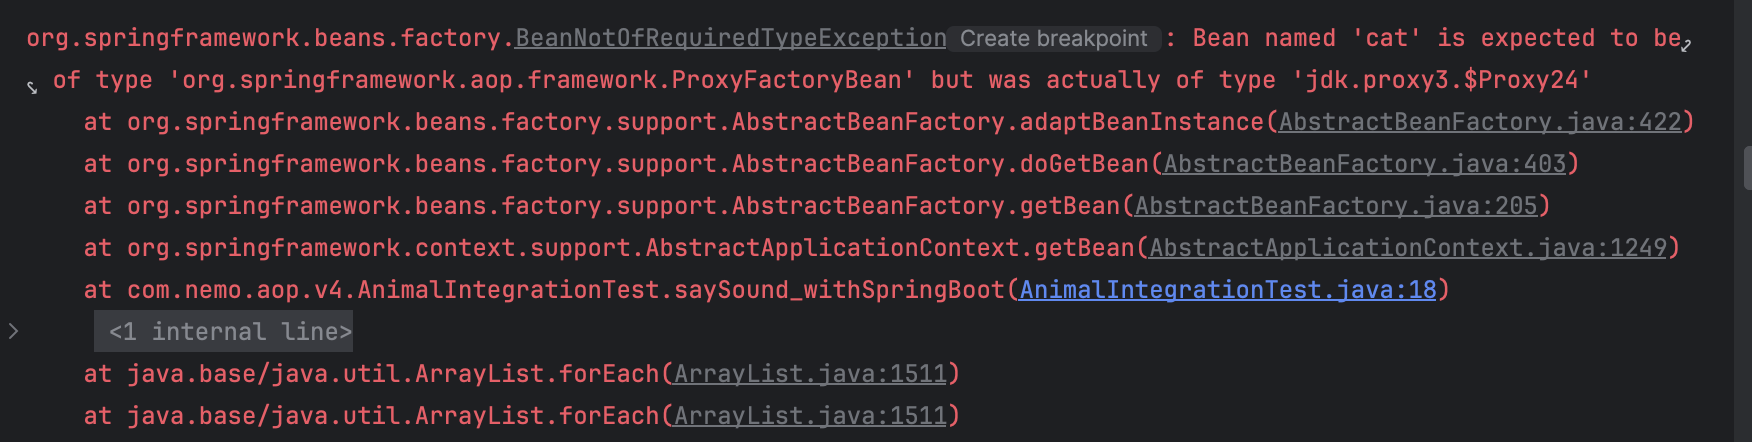 org.springframework.beans.factory.BeanNotOfRequiredTypeException Create breakpoint : Bean named 'cat' is expected to be
of type 'org.springframework.aop.framework.ProxyFactoryBean' but was actually of type 'jdk.proxy3.$Proxy24'
at org.springframework.beans.factory.support.AbstractBeanFactory.adaptBeanInstance(AbstractBeanFactory.java:422)
at org.springframework.beans.factory.support.AbstractBeanFactory.doGetBean(AbstractBeanFactory.java:403)
at org.springframework.beans.factory.support.AbstractBeanFactory.getBean(AbstractBeanFactory.java:205)
at org.springframework.context.support.AbstractApplicationContext.getBean(AbstractApplicationContext.java:1249)
at com.nemo.aop.v4.AnimalIntegrationTest.saySound_withSpringBoot(AnimalIntegrationTest.java:18)
<1 internal line>
at java.base/java.util.ArrayList.forEach(ArrayList.java:1511)
at java.base/java.util.ArrayList.forEach(ArrayList.java:1511)